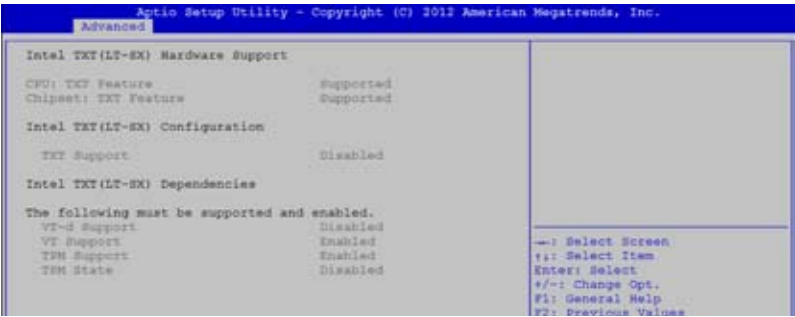 Aptio Setup Utility - Copyright (C) 2012 American Megatrends, Inc.
Advanced
Intel TXT(LT-SX) Hardware Support
CPU: TXT Feature Supported
Chipset: TXT Feature Supported
Intel TXT(LT-SX) Configuration
TXT Support Disabled
Intel TXT(LT-SX) Dependencies
The following must be supported and enabled.
VT-d Support Disabled
VT Support Enabled
TPM Support Enabled
TPM State Disabled
→←: Select Screen
↑↓: Select Item
Enter: Select
+/-: Change Opt.
F1: General Help
F2: Previous Values